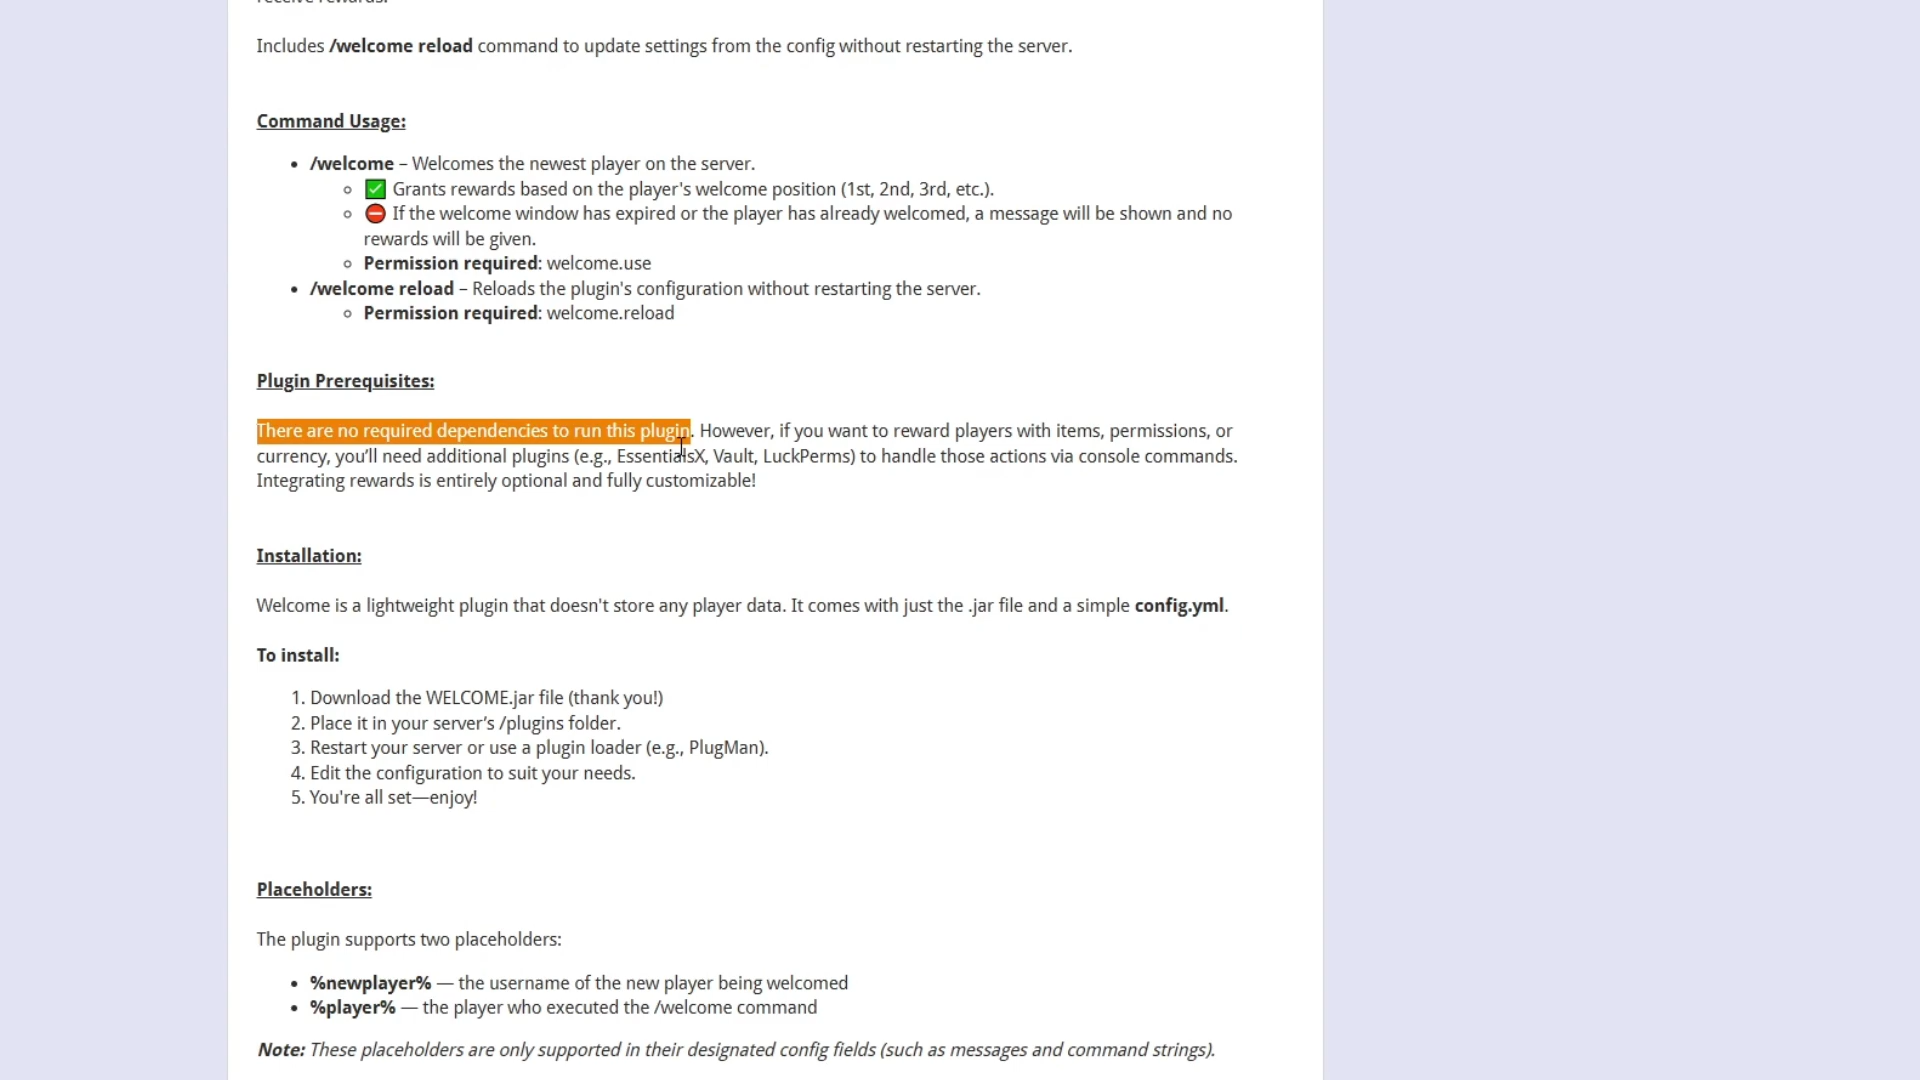 Includes /welcome reload command to update settings from the config without restarting the server.
Command Usage:
• /welcome – Welcomes the newest player on the server.
◦ ✅ Grants rewards based on the player's welcome position (1st, 2nd, 3rd, etc.).
◦ ⛔ If the welcome window has expired or the player has already welcomed, a message will be shown and no
rewards will be given.
◦ Permission required: welcome.use
• /welcome reload – Reloads the plugin's configuration without restarting the server.
◦ Permission required: welcome.reload
Plugin Prerequisites:
There are no required dependencies to run this plugin. However, if you want to reward players with items, permissions, or
currency, you’ll need additional plugins (e.g., EssentialsX, Vault, LuckPerms) to handle those actions via console commands.
Integrating rewards is entirely optional and fully customizable!
Installation:
Welcome is a lightweight plugin that doesn't store any player data. It comes with just the .jar file and a simple config.yml.
To install:
1. Download the WELCOME.jar file (thank you!)
2. Place it in your server’s /plugins folder.
3. Restart your server or use a plugin loader (e.g., PlugMan).
4. Edit the configuration to suit your needs.
5. You're all set—enjoy!
Placeholders:
The plugin supports two placeholders:
• %newplayer% — the username of the new player being welcomed
• %player% — the player who executed the /welcome command
Note: These placeholders are only supported in their designated config fields (such as messages and command strings).